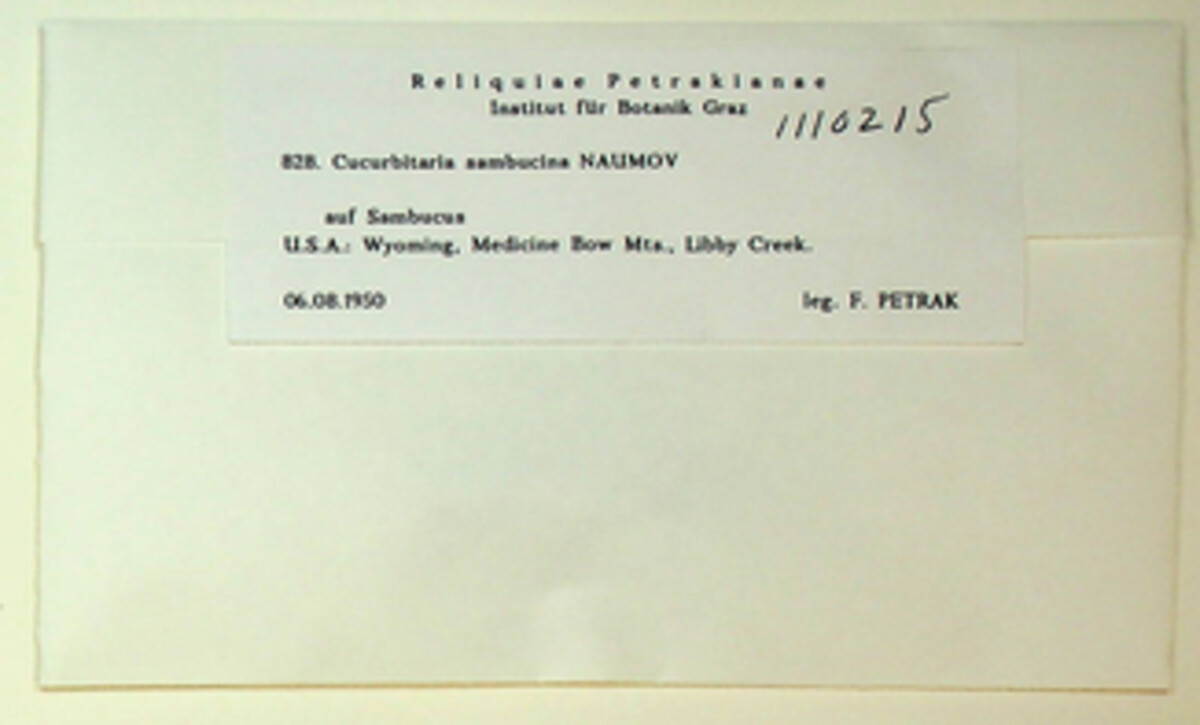 Reliquiae Petrakianae
Institut für Botanik Graz
1110215
828. Cucurbitaria sambucina NAUMOV
auf Sambucus
U.S.A.: Wyoming, Medicine Bow Mts., Libby Creek.
06.08.1950 leg. F. PETRAK